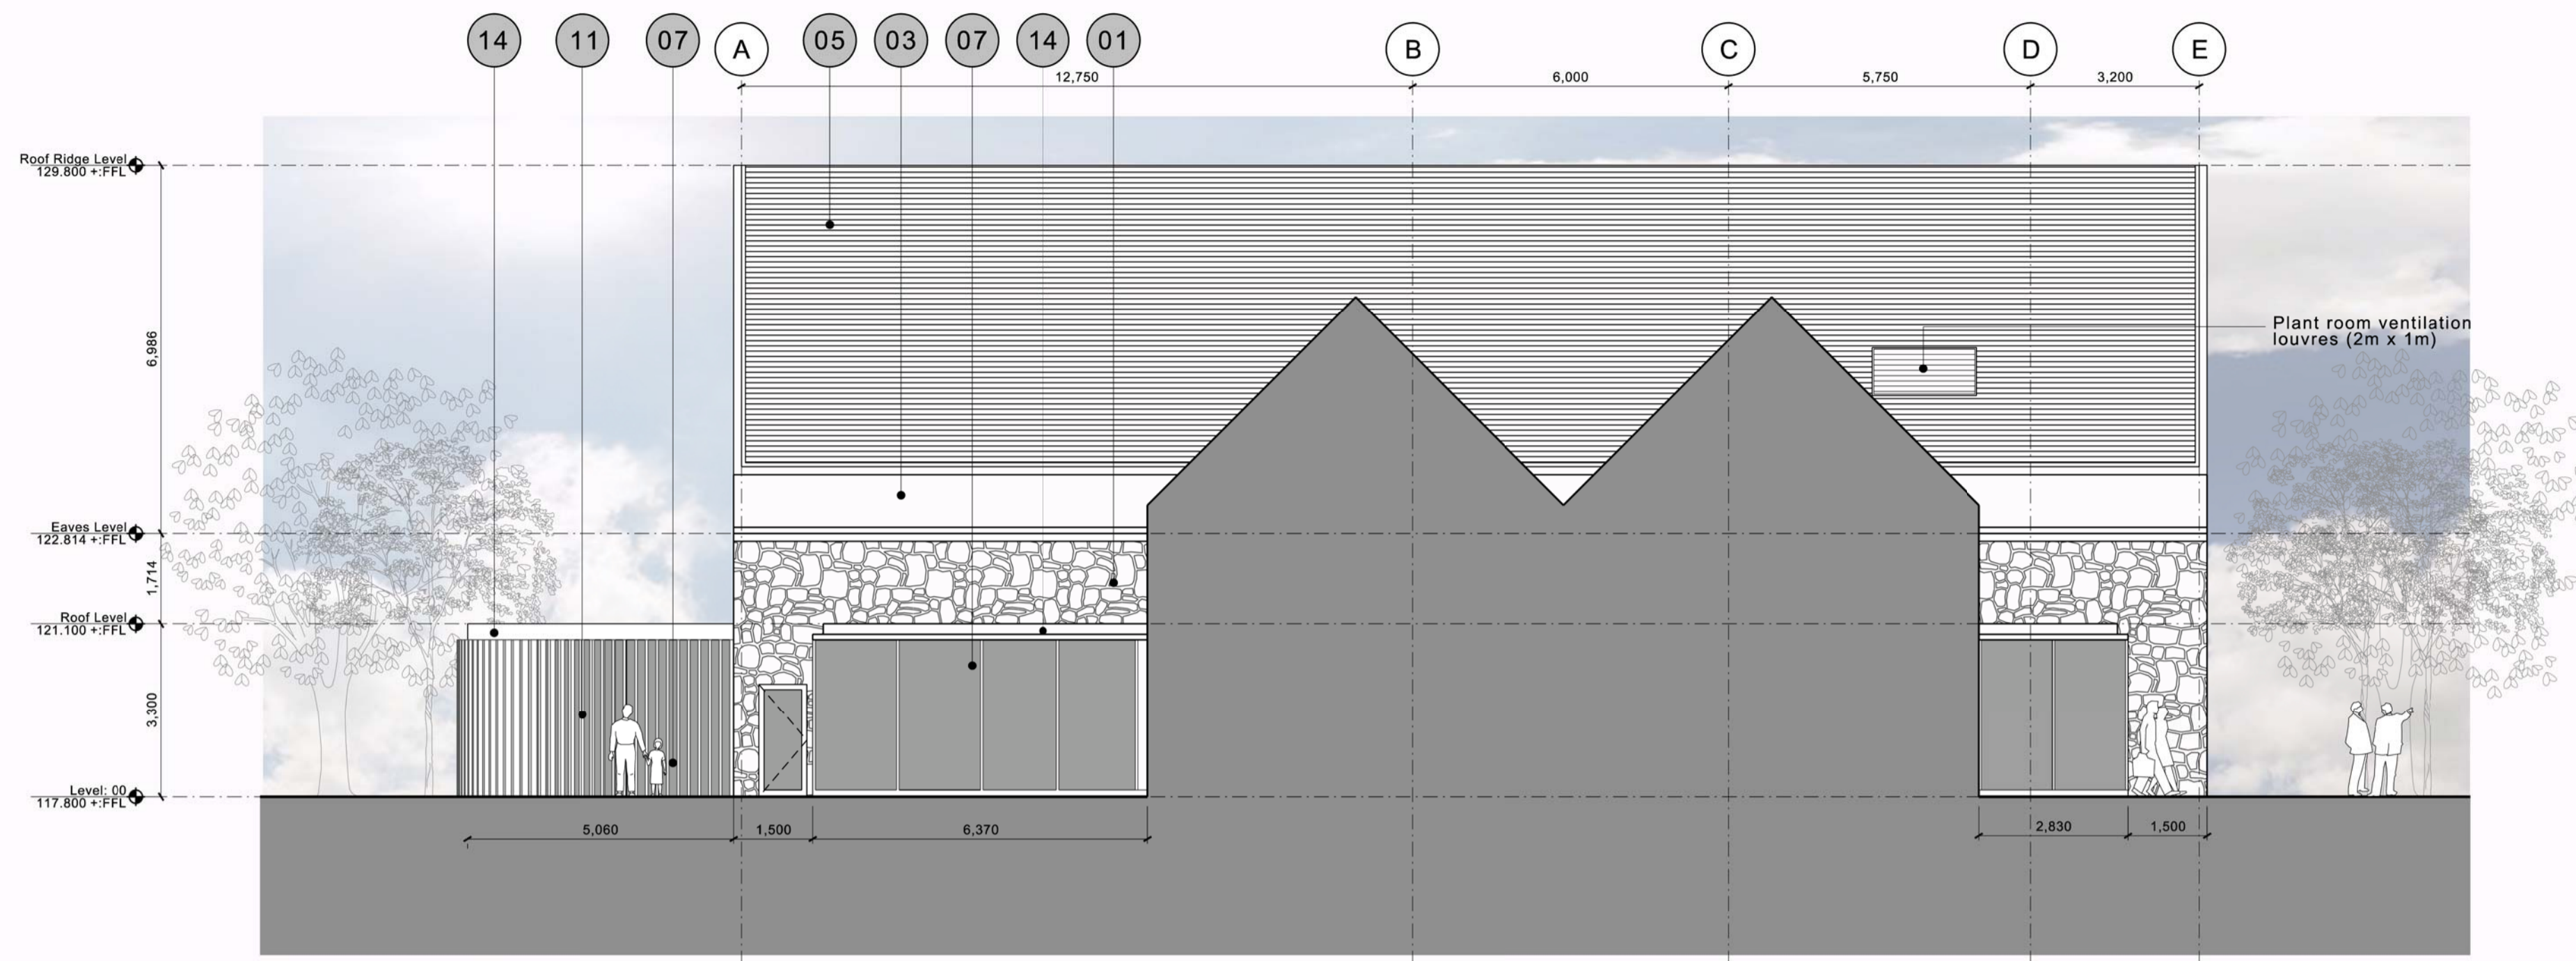 14
11
07
A
05
03
07
14
01
B
C
D
E
12,750
6,000
5,750
3,200
Roof Ridge Level
129.800 +:FFL
6,986
Plant room ventilation
louvres (2m x 1m)
Eaves Level
122.814 +:FFL
1,714
Roof Level
121.100 +:FFL
3,300
Level: 00
117.800 +:FFL
5,060
1,500
6,370
2,830
1,500